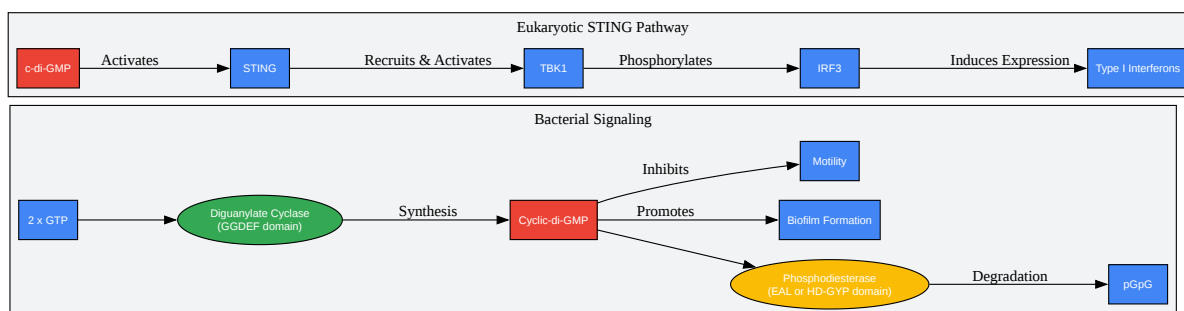 Eukaryotic STING Pathway
c-di-GMP
Activates
STING
Recruits & Activates
TBK1
Phosphorylates
IRF3
Induces Expression
Type I Interferons
Bacterial Signaling
2 x GTP
Diguanylate Cyclase
(GGDEF domain)
Synthesis
Cyclic-di-GMP
Inhibits
Motility
Promotes
Biofilm Formation
Phosphodiesterase
(EAL or HD-GYP domain)
Degradation
pGpG